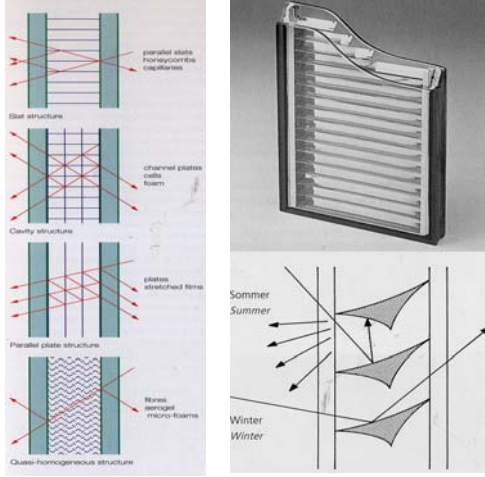 parallel slats
honeycombs
capillaries
Slat structure
channel plates
cells
foam
Cavity structure
plates
stretched films
Parallel plate structure
fibres
aerogel
micro-foams
Quasi-homogeneous structure
Sommer
Summer
Winter
Winter